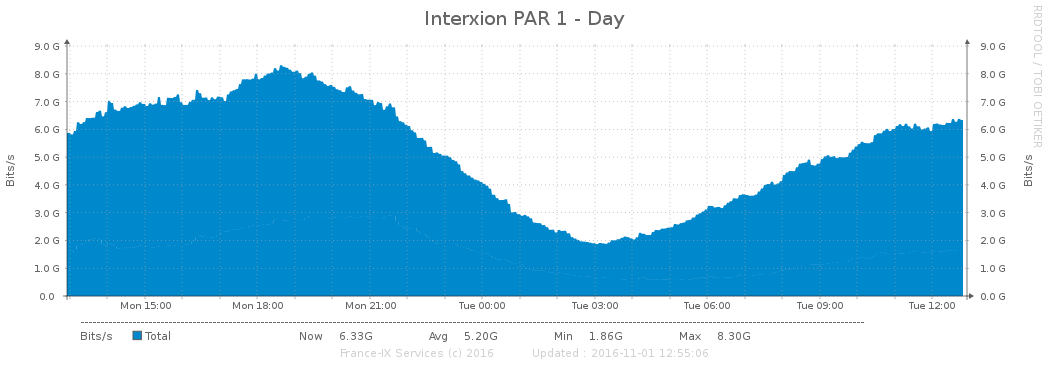 Interxion PAR 1 - Day
RRDTOOL / TOBI OETIKER
Bits/s
9.0 G
8.0 G
7.0 G
6.0 G
5.0 G
4.0 G
3.0 G
2.0 G
1.0 G
0.0
9.0 G
8.0 G
7.0 G
6.0 G
5.0 G
4.0 G
3.0 G
2.0 G
1.0 G
0.0 G
Bits/s
Mon 15:00 Mon 18:00 Mon 21:00 Tue 00:00 Tue 03:00 Tue 06:00 Tue 09:00 Tue 12:00
Bits/s Total Now 6.33G Avg 5.20G Min 1.86G Max 8.30G
France-IX Services (c) 2016 Updated : 2016-11-01 12:55:06